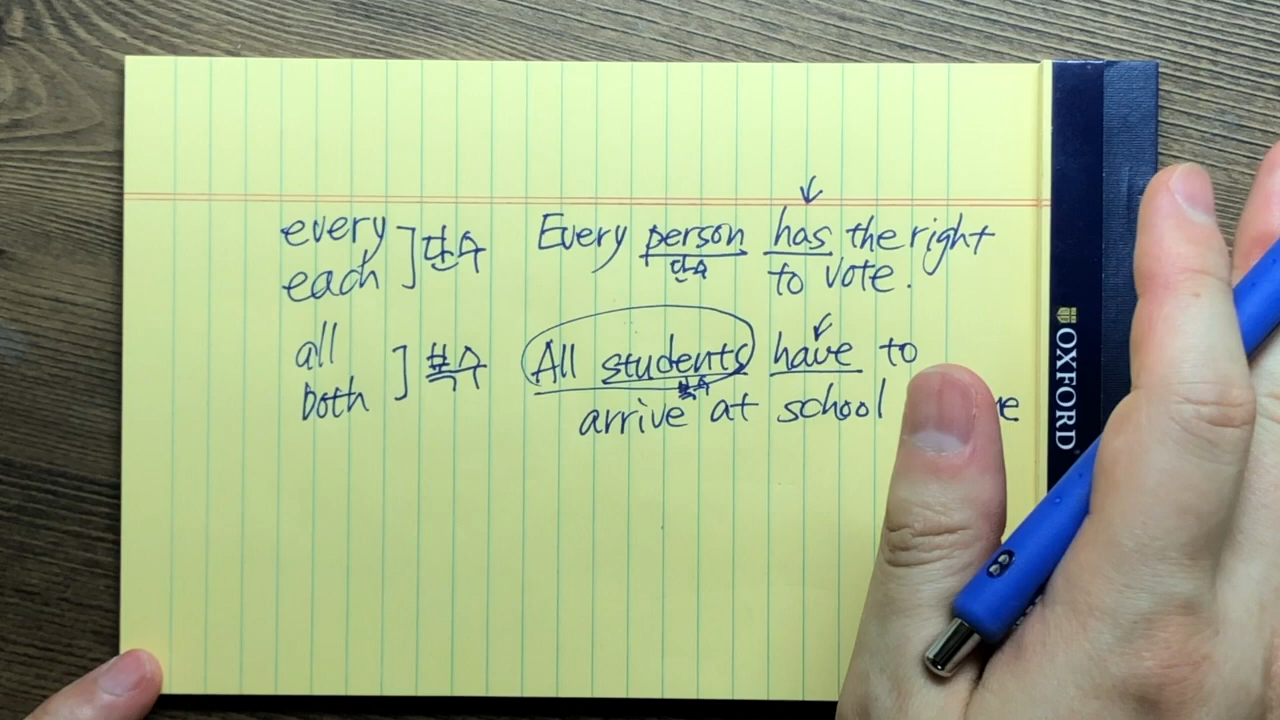 every
each
] 단수
all
both
] 복수
Every person has the right
단수
to vote.
All students have to
복수
arrive at school
OXFORD